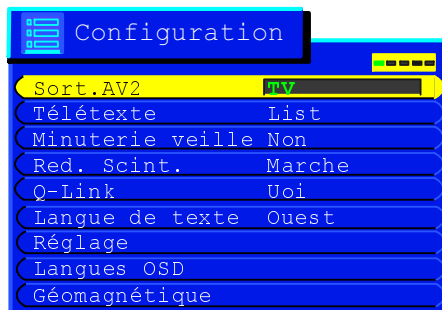 Configuration
Sort.AV2 TV
Télétexte List
Minuterie veille Non
Red. Scint. Marche
Q-Link Uoi
Langue de texte Ouest
Réglage
Langues OSD
Géomagnétique